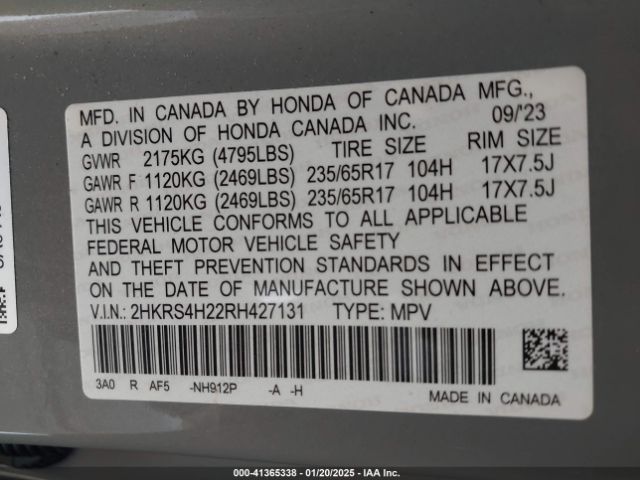 MFD. IN CANADA BY HONDA OF CANADA MFG.,
A DIVISION OF HONDA CANADA INC. 09/'23
GVWR 2175KG (4795LBS) TIRE SIZE RIM SIZE
GAWR F 1120KG (2469LBS) 235/65R17 104H 17X7.5J
GAWR R 1120KG (2469LBS) 235/65R17 104H 17X7.5J
THIS VEHICLE CONFORMS TO ALL APPLICABLE
FEDERAL MOTOR VEHICLE SAFETY
AND THEFT PREVENTION STANDARDS IN EFFECT
ON THE DATE OF MANUFACTURE SHOWN ABOVE.
V.I.N.: 2HKRS4H22RH427131 TYPE: MPV
3A0 R AF5 -NH912P -A -H
MADE IN CANADA
000-41365338 - 01/20/2025 - IAA Inc.